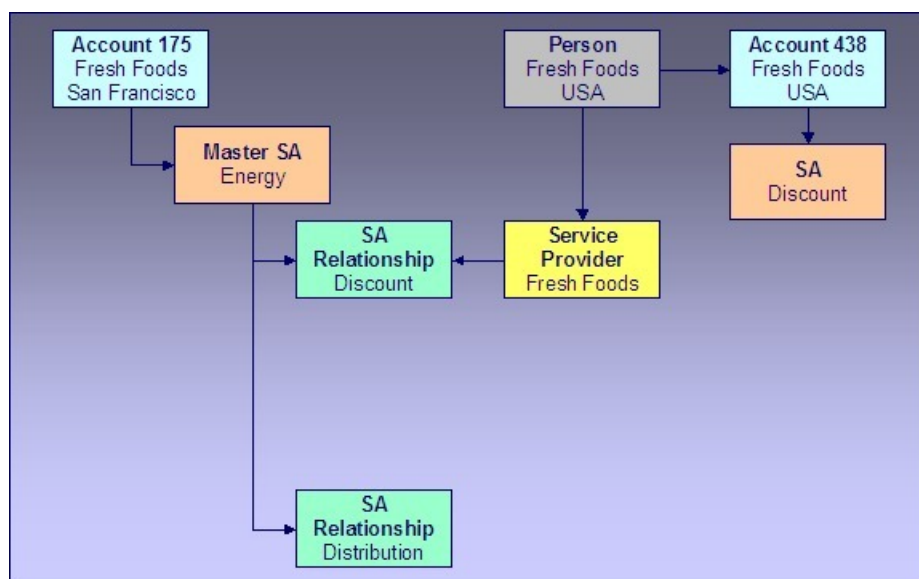 Account 175
Fresh Foods
San Francisco
Person
Fresh Foods
USA
Account 438
Fresh Foods
USA
Master SA
Energy
SA
Discount
SA
Relationship
Discount
Service
Provider
Fresh Foods
SA
Relationship
Distribution